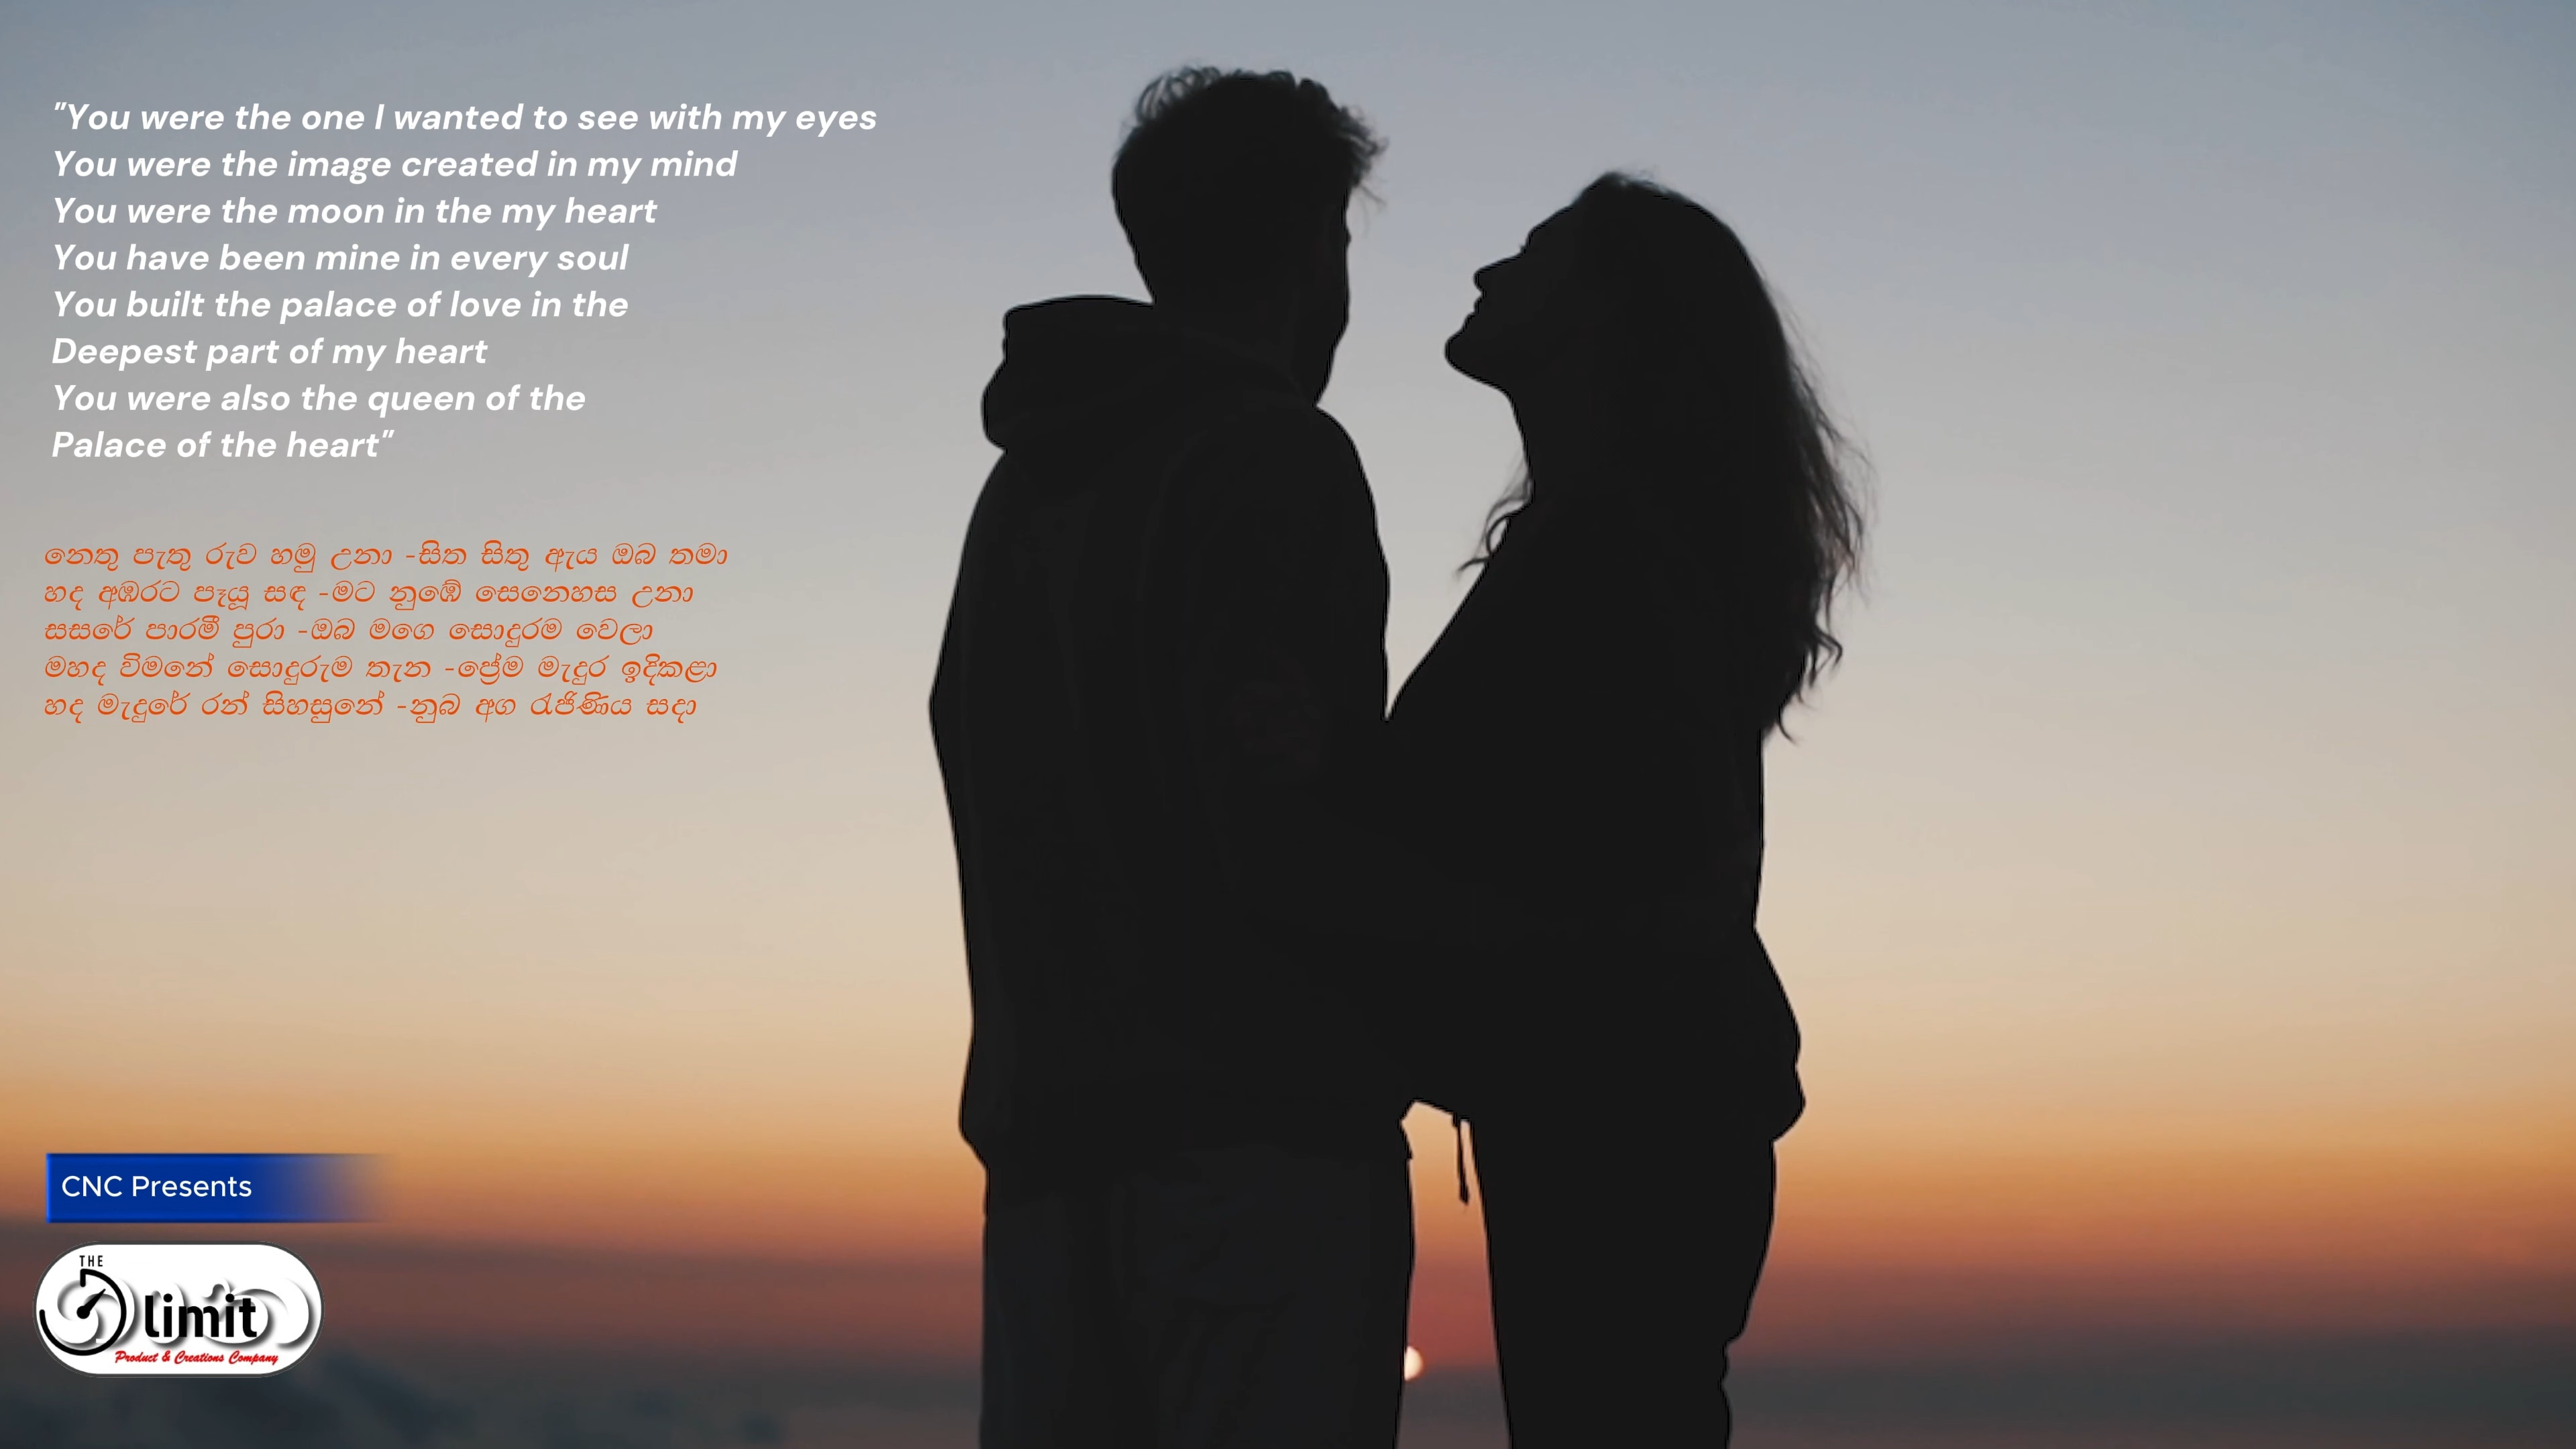 "You were the one I wanted to see with my eyes
You were the image created in my mind
You were the moon in the my heart
You have been mine in every soul
You built the palace of love in the
Deepest part of my heart
You were also the queen of the
Palace of the heart"
නෙතු පැතු රුව හමු උනා -සිත සිතූ ඇය ඔබ තමා
හද අඹරට පෑයූ සඳ -මට නුඹේ සෙනෙහස උනා
සසරේ පාරමී පුරා -ඔබ මගෙ සොදුරම වෙලා
මහද විමනේ සොදුරුම තැන -ප්‍රේම මැදුර ඉදිකළා
හද මැදුරේ රන් සිහසුනේ -නුබ අග රැජිණිය සදා
CNC Presents
THE
limit
Product & Creations Company